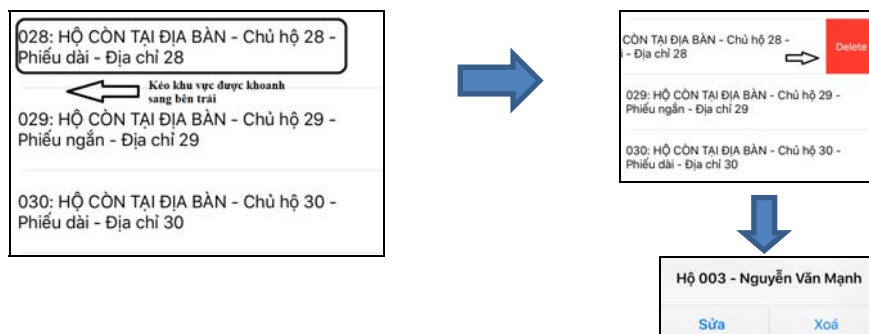 028: HỘ CÒN TẠI ĐỊA BÀN - Chủ hộ 28 -
Phiếu dài - Địa chỉ 28
Kéo khu vực được khoanh
sang bên trái
029: HỘ CÒN TẠI ĐỊA BÀN - Chủ hộ 29 -
Phiếu ngắn - Địa chỉ 29
030: HỘ CÒN TẠI ĐỊA BÀN - Chủ hộ 30 -
Phiếu dài - Địa chỉ 30
CÒN TẠI ĐỊA BÀN - Chủ hộ 28 -
i - Địa chỉ 28
Delete
029: HỘ CÒN TẠI ĐỊA BÀN - Chủ hộ 29 -
Phiếu ngắn - Địa chỉ 29
030: HỘ CÒN TẠI ĐỊA BÀN - Chủ hộ 30 -
Phiếu dài - Địa chỉ 30
Hộ 003 - Nguyễn Văn Mạnh
Sửa Xoá